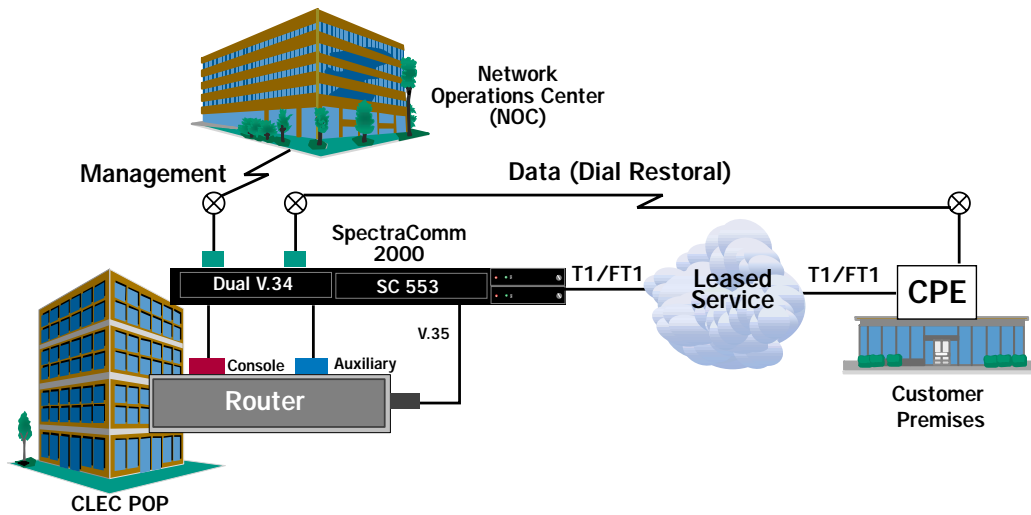 Network
Operations Center
(NOC)
Management
Data (Dial Restoral)
SpectraComm
2000
Dual V.34
SC 553
T1/FT1
Leased
Service
T1/FT1
CPE
V.35
Console
Auxiliary
Router
Customer
Premises
CLEC POP